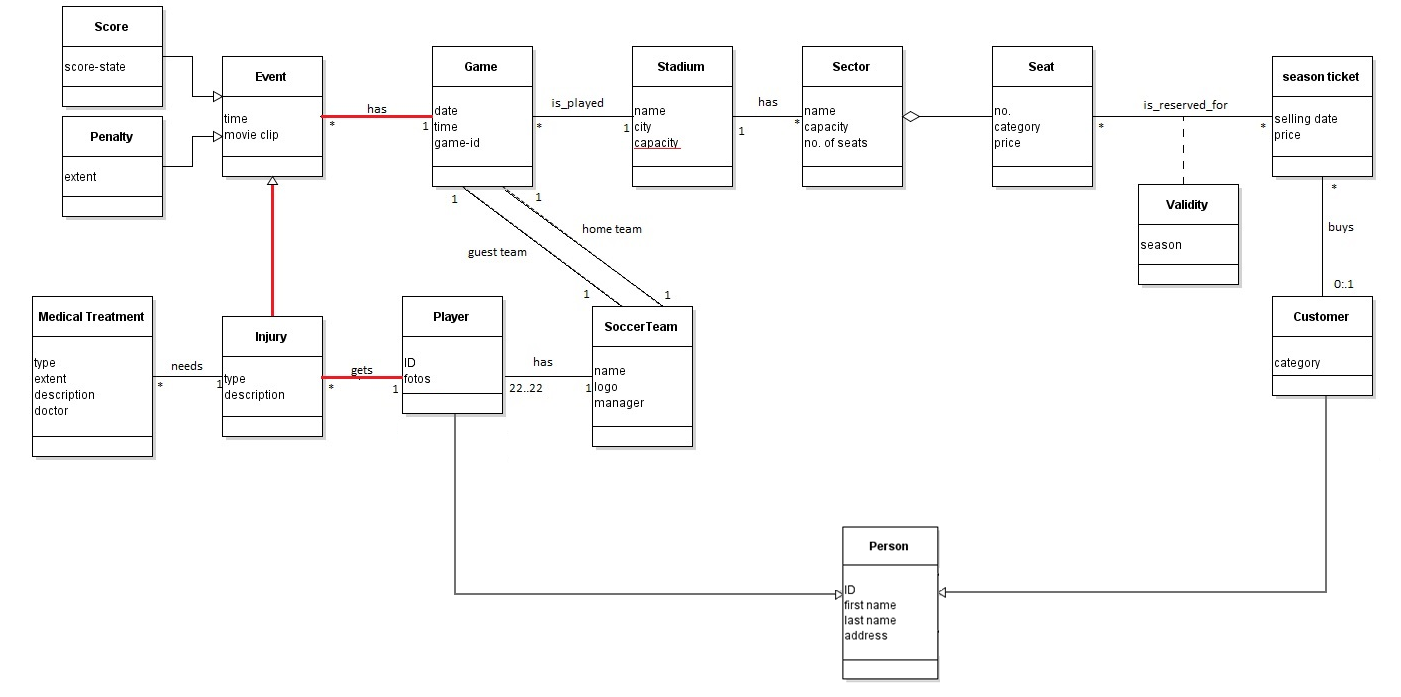 Score
score-state
Penalty
extent
Event
time
movie clip
has
*
1
Game
date
time
game-id
is_played
*
1
Stadium
name
city
capacity
has
1
*
Sector
name
capacity
no. of seats
Seat
no.
category
price
is_reserved_for
*
*
season ticket
selling date
price
Validity
season
*
buys
0:.1
Customer
category
1
1
home team
guest team
1
1
Medical Treatment
type
extent
description
doctor
needs
*
1
Injury
type
description
gets
*
1
Player
ID
fotos
has
22..22
1
SoccerTeam
name
logo
manager
Person
ID
first name
last name
address